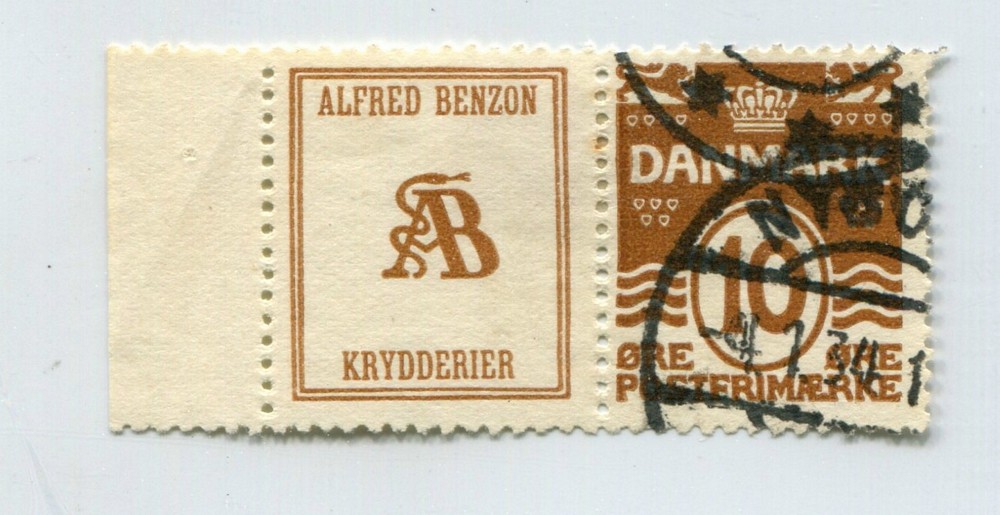 ALFRED BENZON
AB
KRYDDERIER
DANMARK
10
ØRE ØRE
POSTFRIMÆRKE